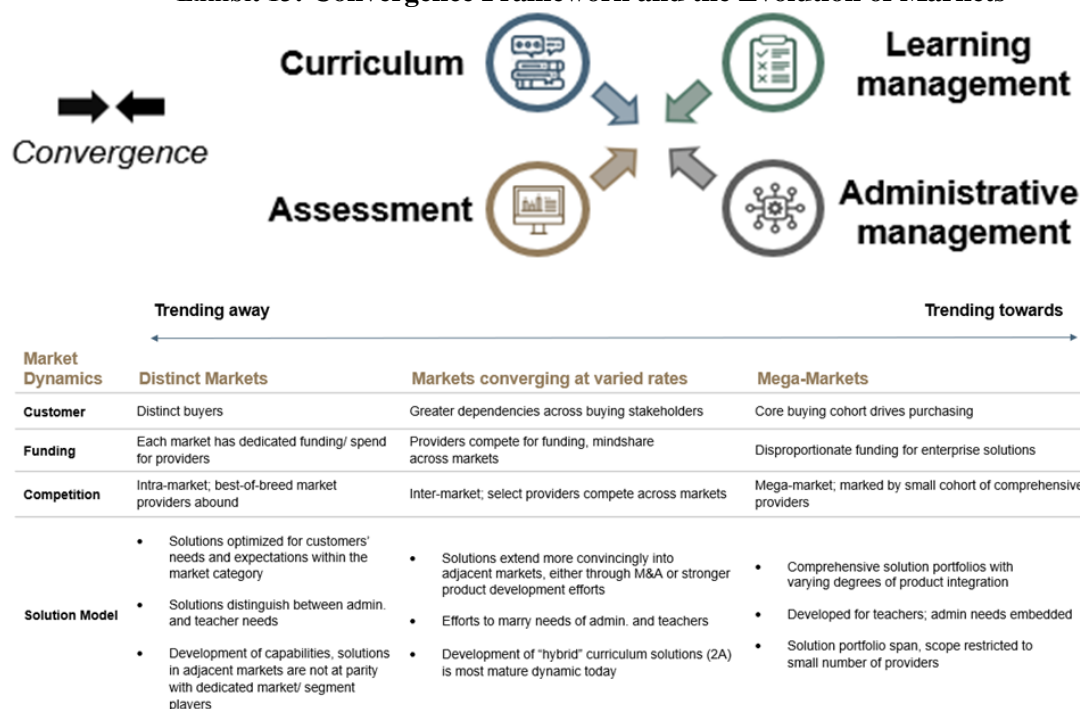 Exhibit Convergence Framework and the Evolution of Markets
Curriculum
Learning
management
Convergence
Assessment
Administrative
management
Trending away
Trending towards
Market
Dynamics
Distinct Markets
Markets converging at varied rates
Mega-Markets
Customer
Distinct buyers
Greater dependencies across buying stakeholders
Core buying cohort drives purchasing
Funding
Each market has dedicated funding/ spend
for providers
Providers compete for funding, mindshare
across markets
Disproportionate funding for enterprise solutions
Competition
Intra-market; best-of-breed market
providers abound
Inter-market; select providers compete across markets
Mega-market; marked by small cohort of comprehensive
providers
Solution Model
• Solutions optimized for customers'
needs and expectations within the
market category
• Solutions distinguish between admin.
and teacher needs
• Development of capabilities, solutions
in adjacent markets are not at parity
with dedicated market/ segment
players
• Solutions extend more convincingly into
adjacent markets, either through M&A or stronger
product development efforts
• Efforts to marry needs of admin. and teachers
• Development of "hybrid" curriculum solutions (2A)
is most mature dynamic today
• Comprehensive solution portfolios with
varying degrees of product integration
• Developed for teachers; admin needs embedded
• Solution portfolio span, scope restricted to
small number of providers